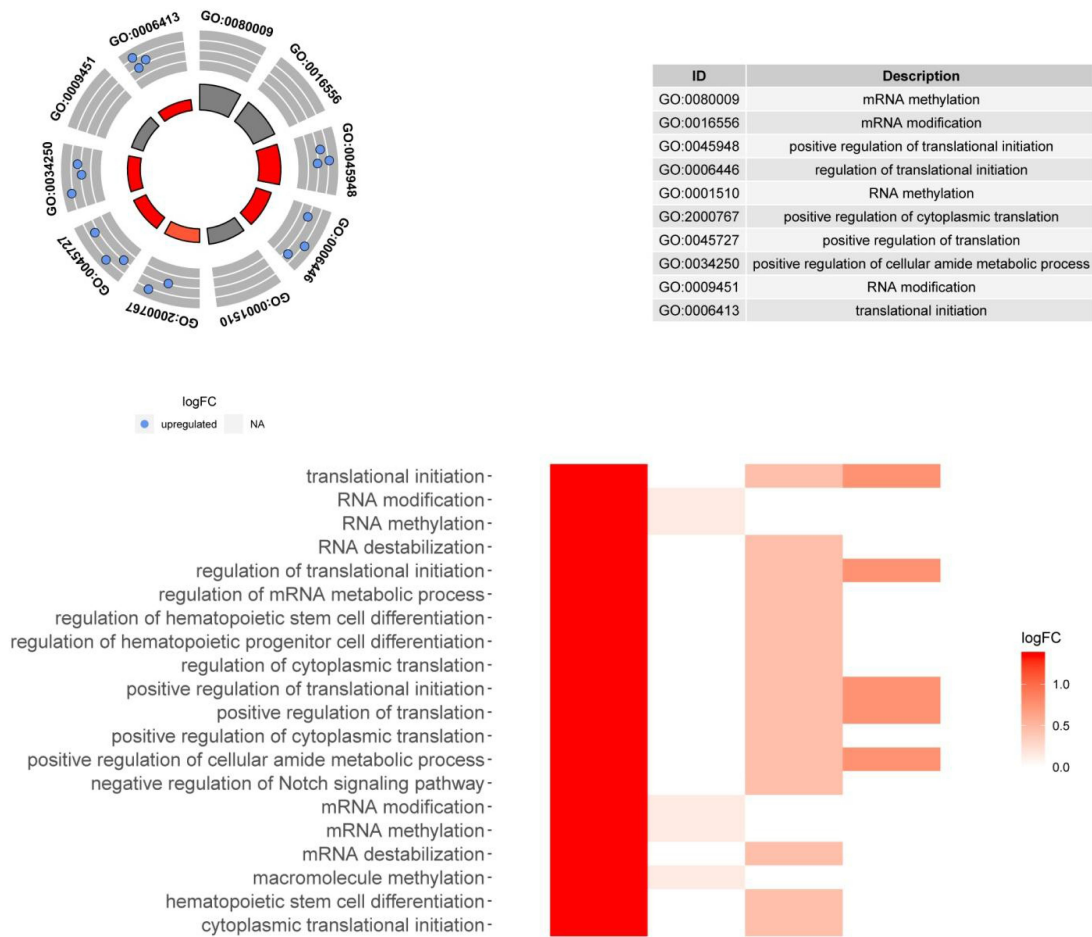 GO:0006413
GO:0080009
GO:0009451
GO:0016556
GO:0034250
GO:0045948
GO:0045727
GO:0006446
GO:2000767
GO:0001510
logFC
upregulated NA
ID Description
GO:0080009 mRNA methylation
GO:0016556 mRNA modification
GO:0045948 positive regulation of translational initiation
GO:0006446 regulation of translational initiation
GO:0001510 RNA methylation
GO:2000767 positive regulation of cytoplasmic translation
GO:0045727 positive regulation of translation
GO:0034250 positive regulation of cellular amide metabolic process
GO:0009451 RNA modification
GO:0006413 translational initiation
translational initiation-
RNA modification-
RNA methylation-
RNA destabilization-
regulation of translational initiation-
regulation of mRNA metabolic process-
regulation of hematopoietic stem cell differentiation-
regulation of hematopoietic progenitor cell differentiation-
regulation of cytoplasmic translation-
positive regulation of translational initiation-
positive regulation of translation-
positive regulation of cytoplasmic translation-
positive regulation of cellular amide metabolic process-
negative regulation of Notch signaling pathway-
mRNA modification-
mRNA methylation-
mRNA destabilization-
macromolecule methylation-
hematopoietic stem cell differentiation-
cytoplasmic translational initiation-
logFC
1.0
0.5
0.0